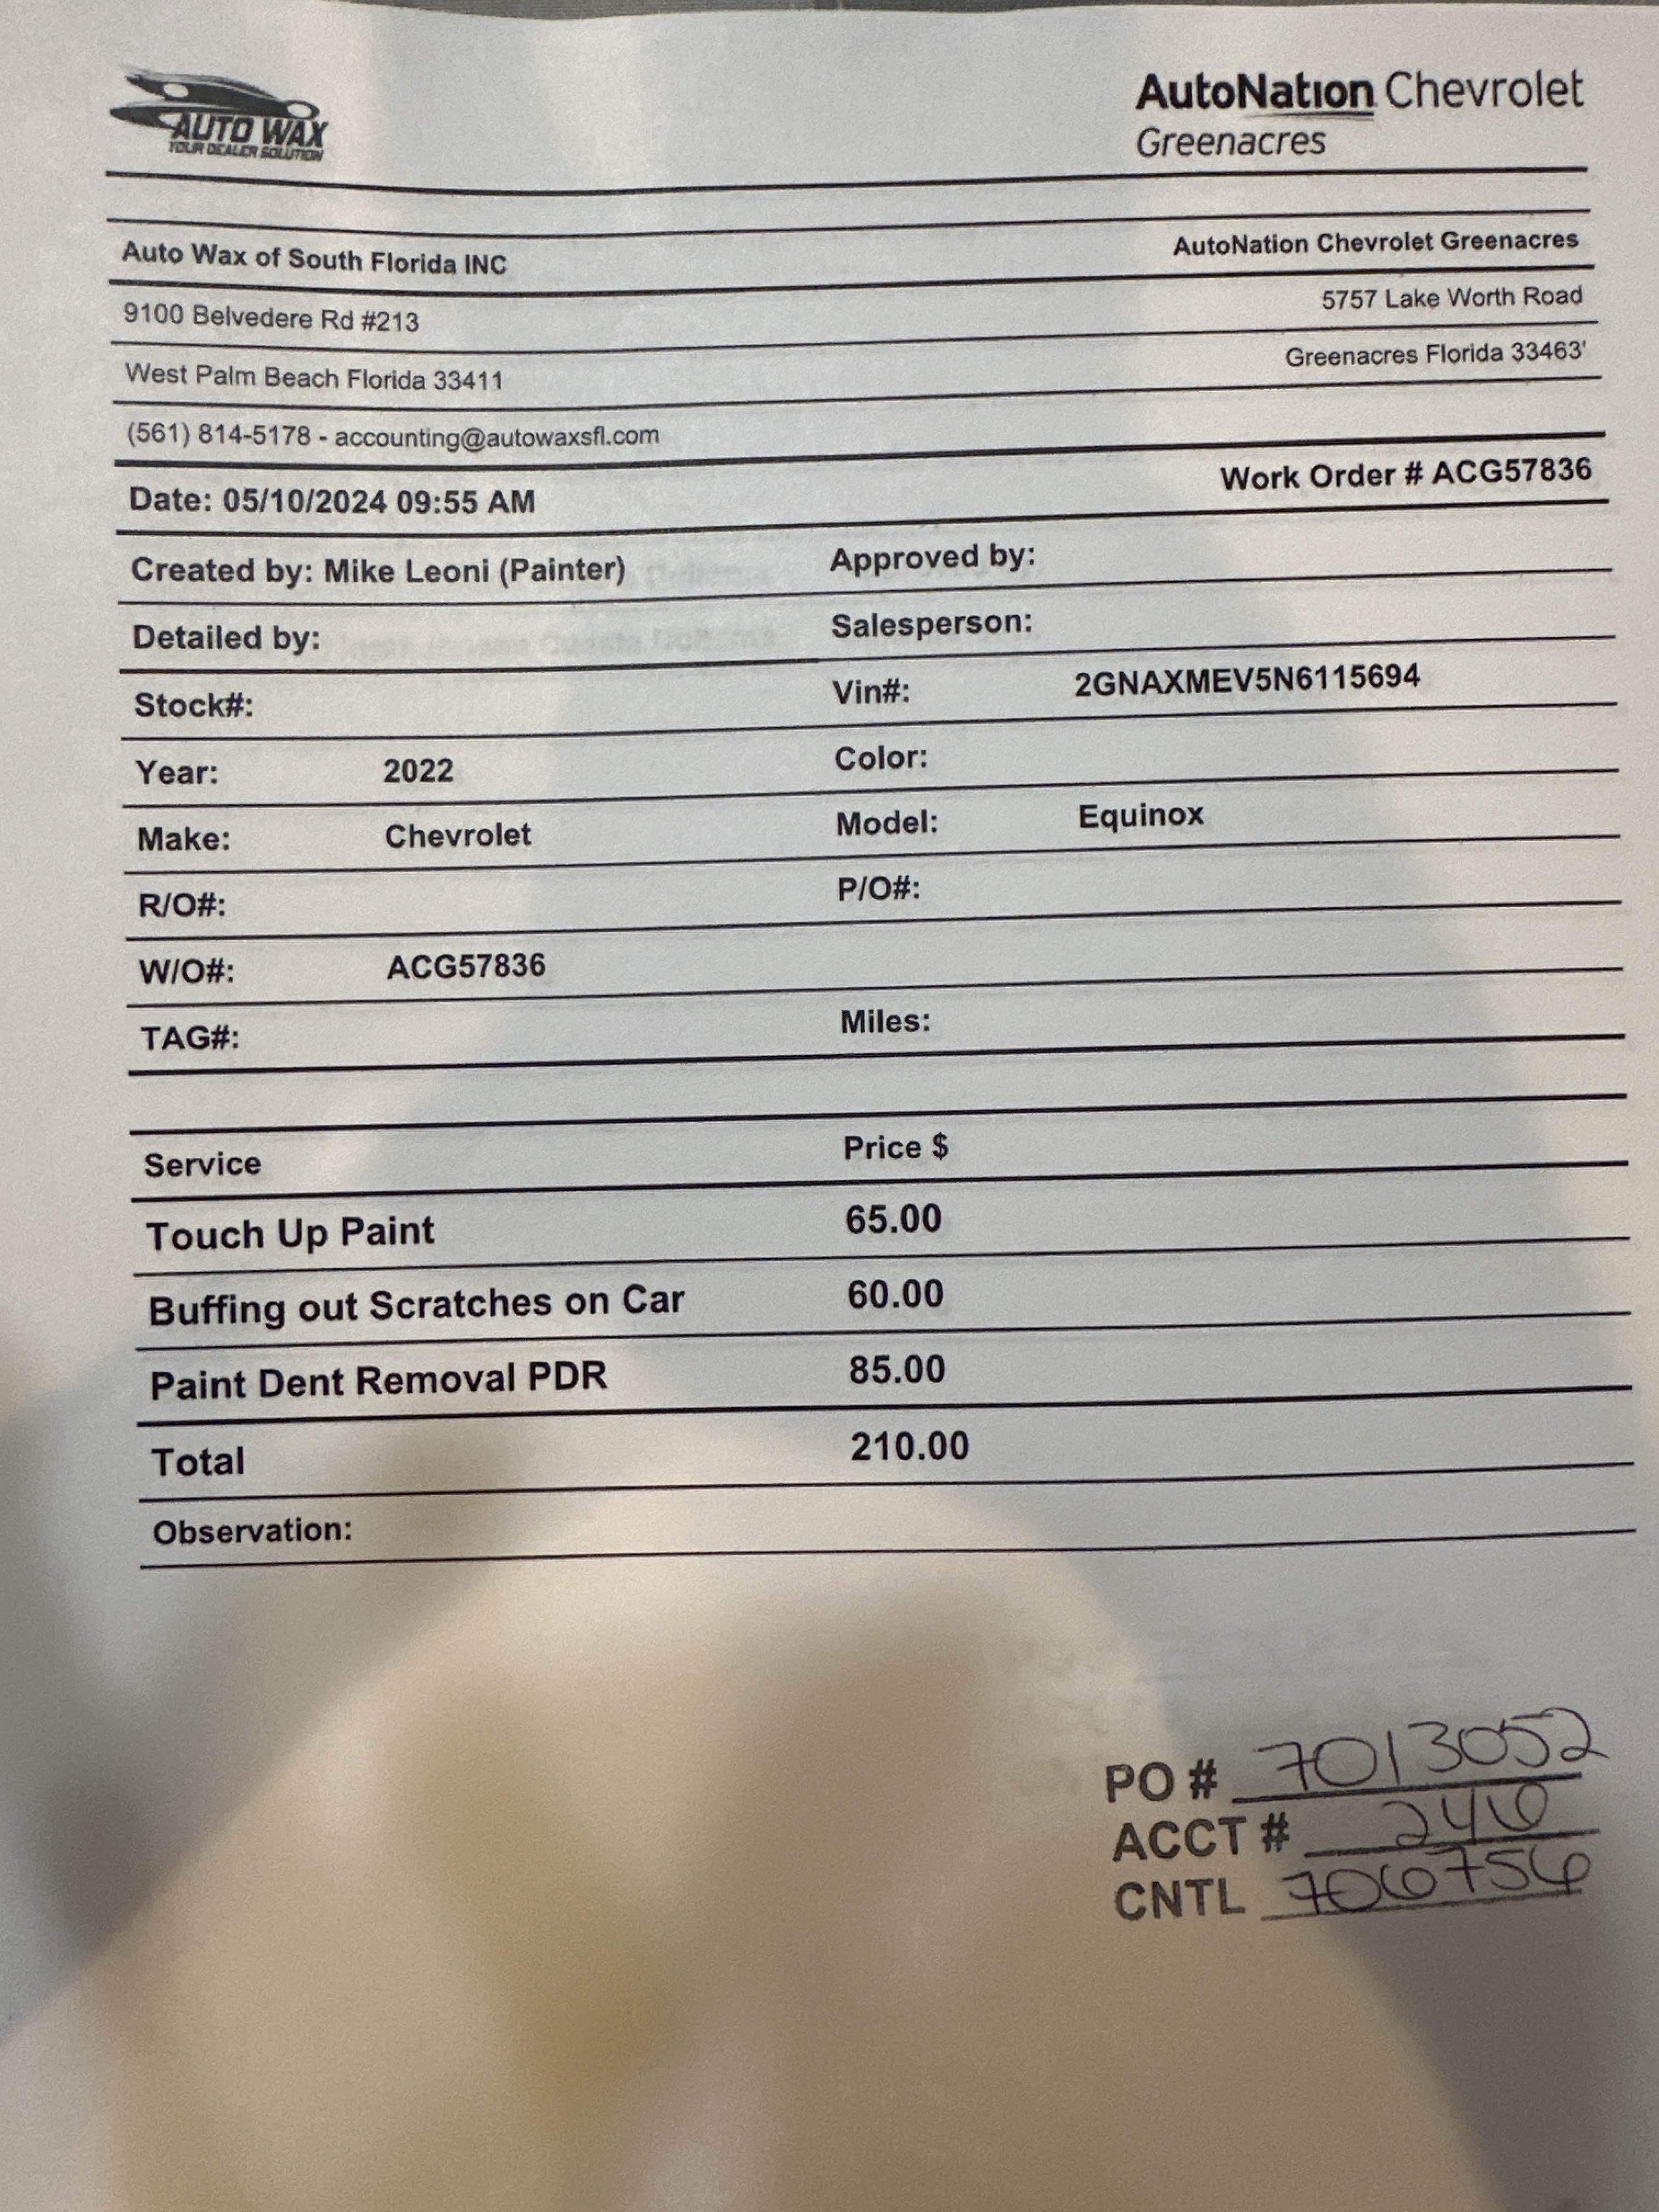 AUTO WAX
YOUR DEALER SOLUTION
AutoNation Chevrolet
Greenacres
Auto Wax of South Florida INC
AutoNation Chevrolet Greenacres
9100 Belvedere Rd #213
5757 Lake Worth Road
West Palm Beach Florida 33411
Greenacres Florida 33463'
(561) 814-5178 - accounting@autowaxsfl.com
Date: 05/10/2024 09:55 AM
Work Order # ACG57836
Created by: Mike Leoni (Painter) Approved by:
Detailed by: Salesperson:
Stock#: Vin#: 2GNAXMEV5N6115694
Year: 2022 Color:
Make: Chevrolet Model: Equinox
R/O#: P/O#:
W/O#: ACG57836
TAG#: Miles:
Service Price $
Touch Up Paint 65.00
Buffing out Scratches on Car 60.00
Paint Dent Removal PDR 85.00
Total 210.00
Observation:
PO # 7013052
ACCT # 246
CNTL 706756